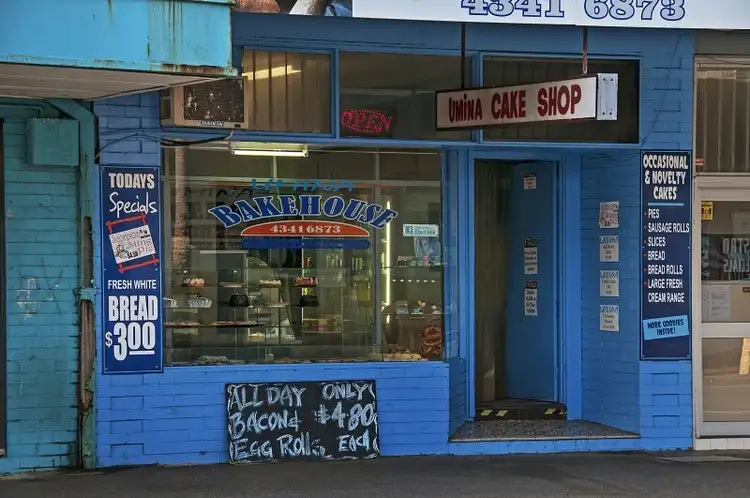 4341 6873
UMiNA CAKE SHOP
OPEN
TODAYS
Specials
FRESH WHITE
BREAD
$3.00
BAKEHOUSE
43416873
DAIKIN
OCCASIONAL
& NOVELTY
CAKES
- PIES
- SAUSAGE ROLLS
- SLICES
- BREAD
- BREAD ROLLS
- LARGE FRESH
CREAM RANGE
MORE GOODIES
INSIDE!
ALL DAY ONLY
BACON & $4.80
EGG ROLLS EACH